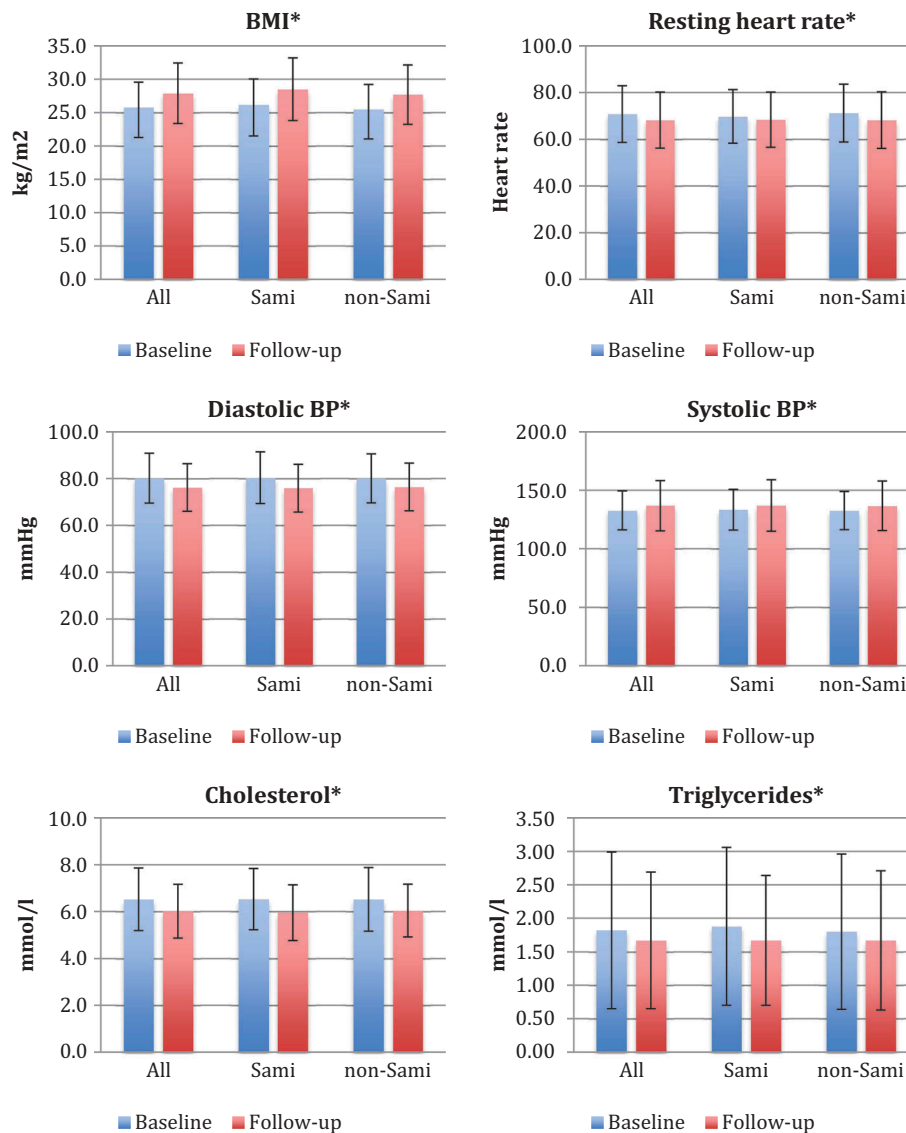 BMI*
kg/m2
35.0
30.0
25.0
20.0
15.0
10.0
5.0
0.0
All Sami non-Sami
Baseline Follow-up
Resting heart rate*
Heart rate
100.0
80.0
60.0
40.0
20.0
0.0
All Sami non-Sami
Baseline Follow-up
Diastolic BP*
mmHg
100.0
80.0
60.0
40.0
20.0
0.0
All Sami non-Sami
Baseline Follow-up
Systolic BP*
mmHg
200.0
150.0
100.0
50.0
0.0
All Sami non-Sami
Baseline Follow-up
Cholesterol*
mmol/l
10.0
8.0
6.0
4.0
2.0
0.0
All Sami non-Sami
Baseline Follow-up
Triglycerides*
mmol/l
3.50
3.00
2.50
2.00
1.50
1.00
0.50
0.00
All Sami non-Sami
Baseline Follow-up